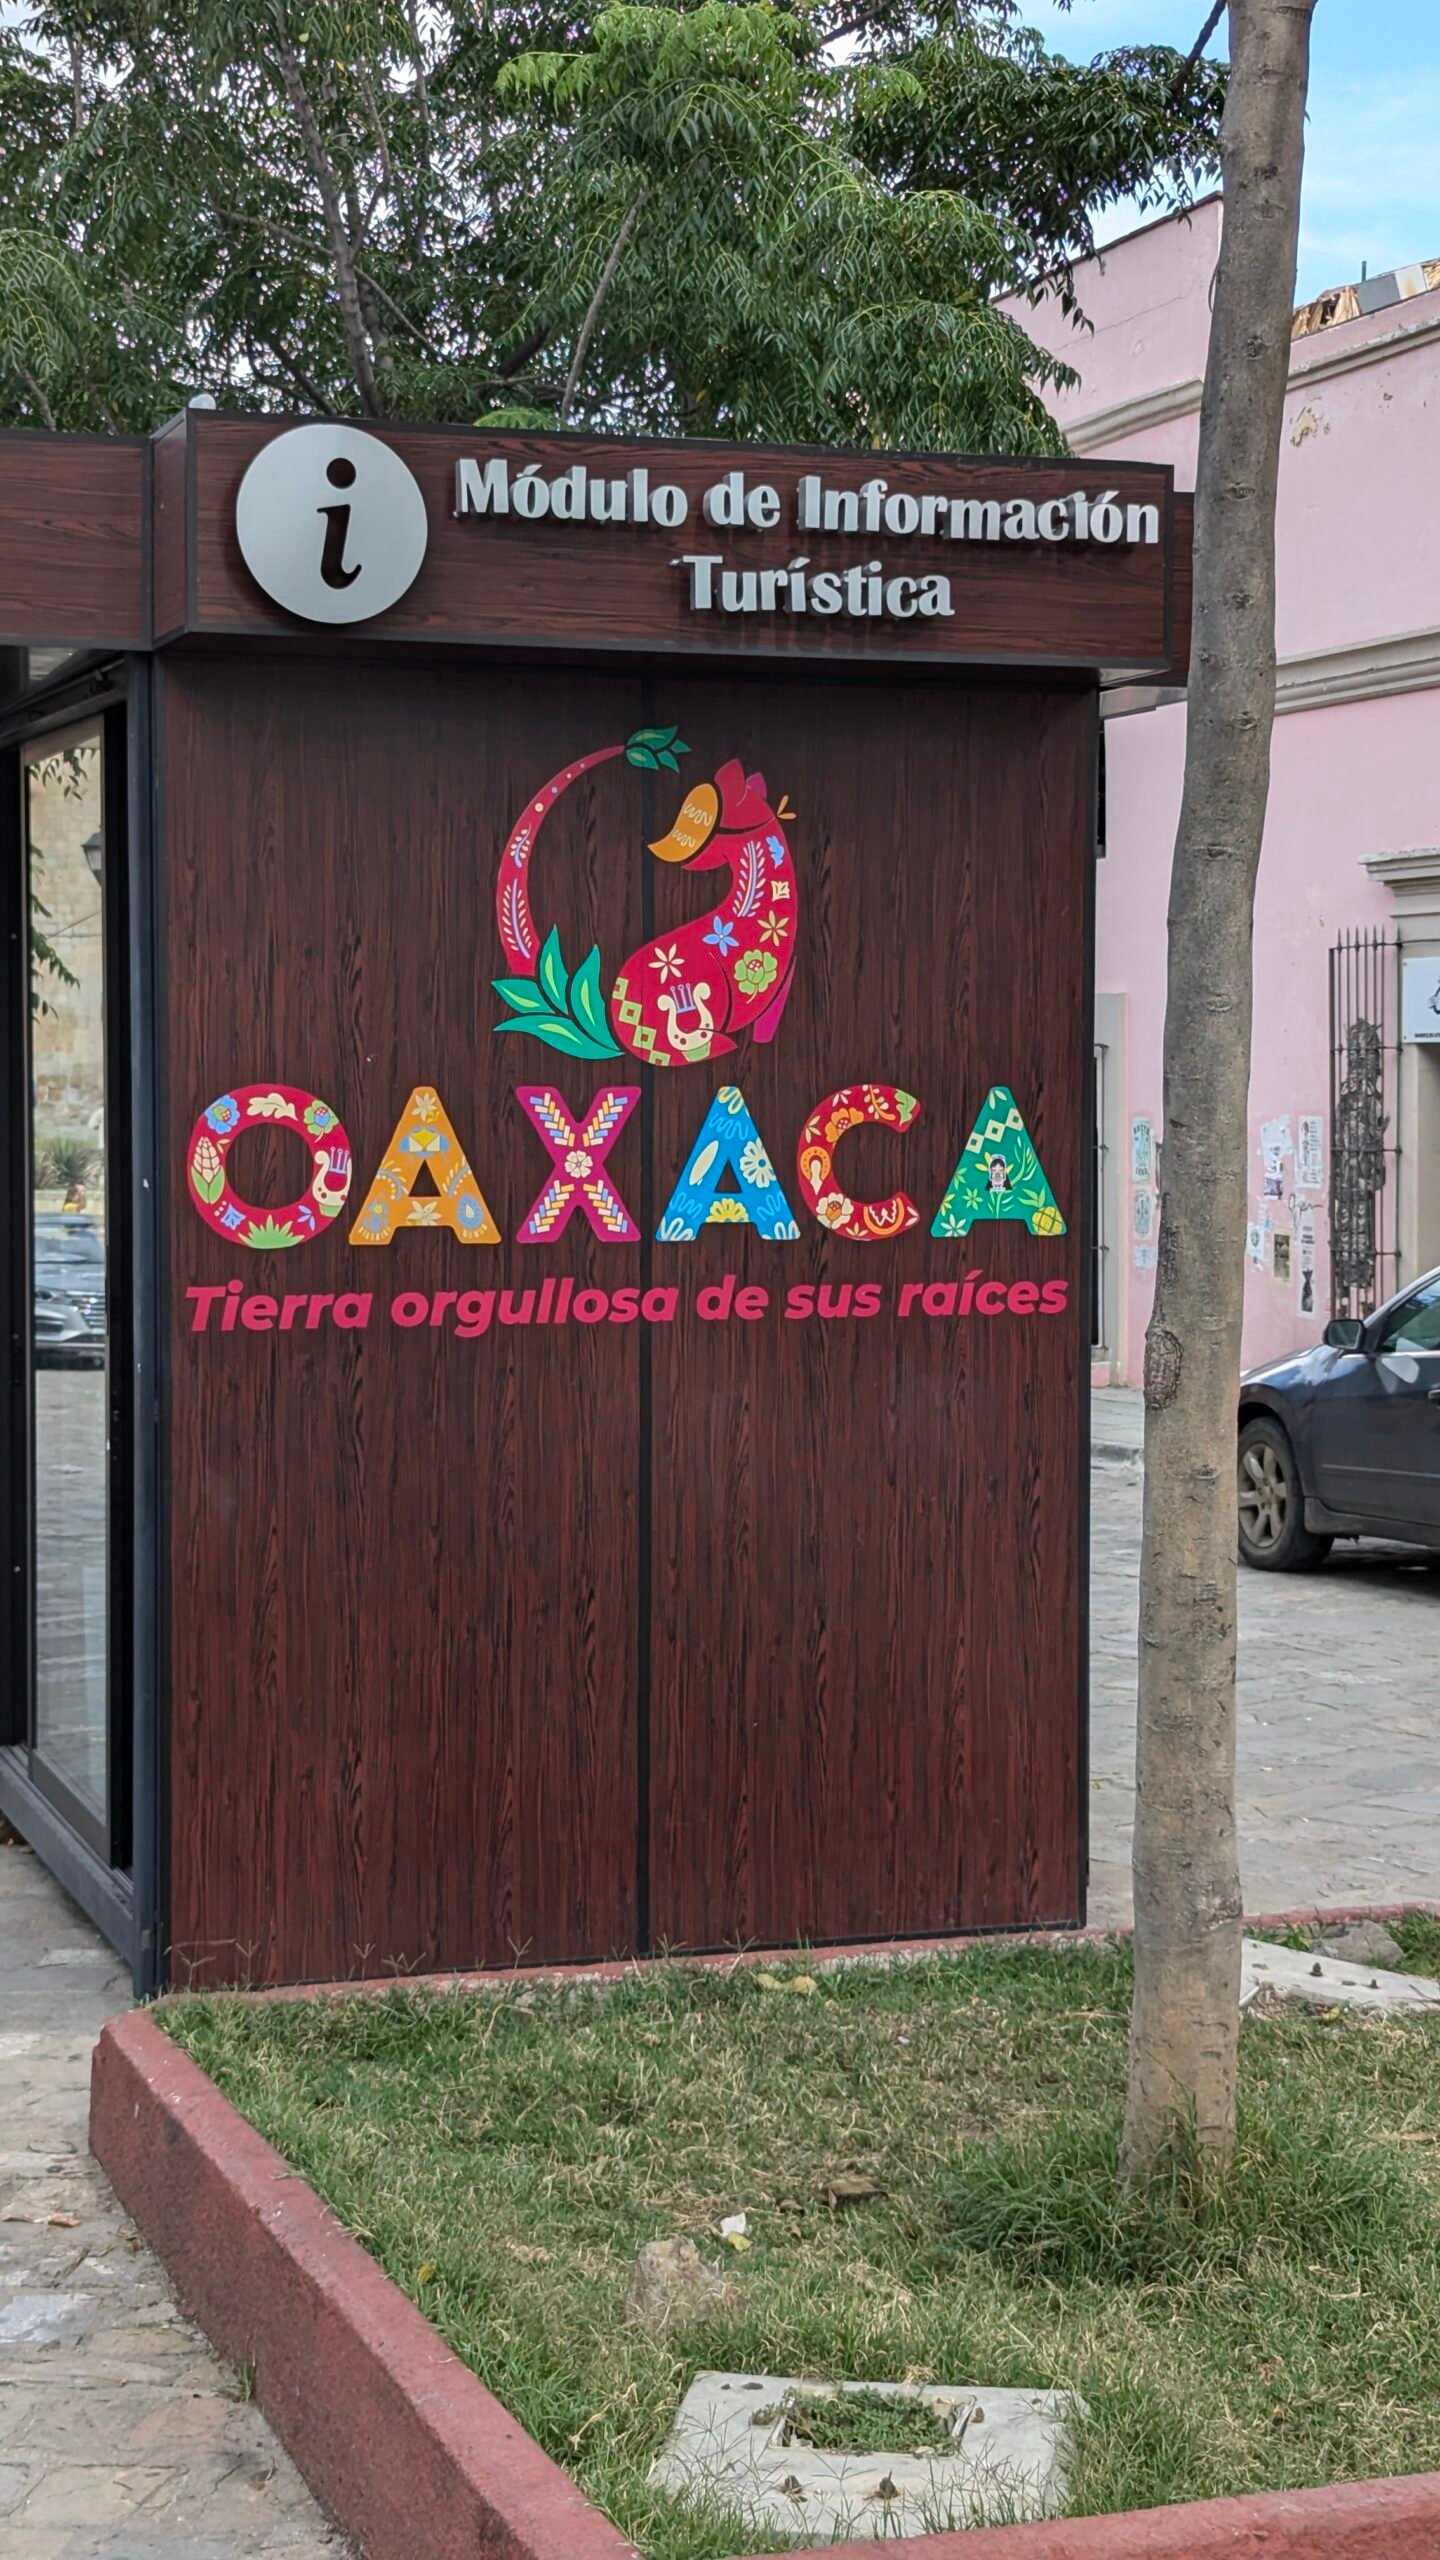 i
Módulo de Información
Turística
OAXACA
Tierra orgullosa de sus raíces